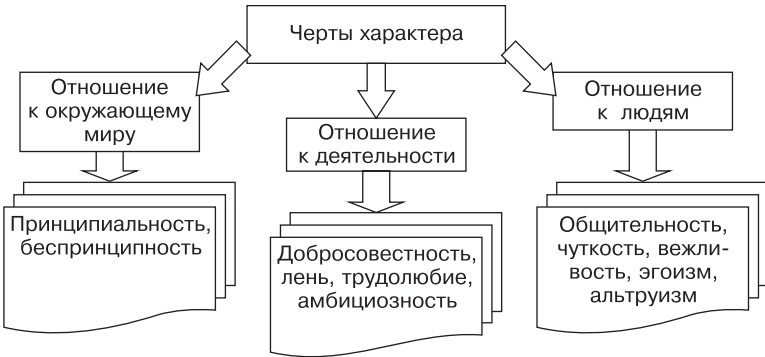 Черты характера
Отношение
к окружающему
миру
Отношение
к деятельности
Отношение
к людям
Принципиальность,
беспринципность
Добросовестность,
лень, трудолюбие,
амбициозность
Общительность,
чуткость, вежли-
вость, эгоизм,
альтруизм